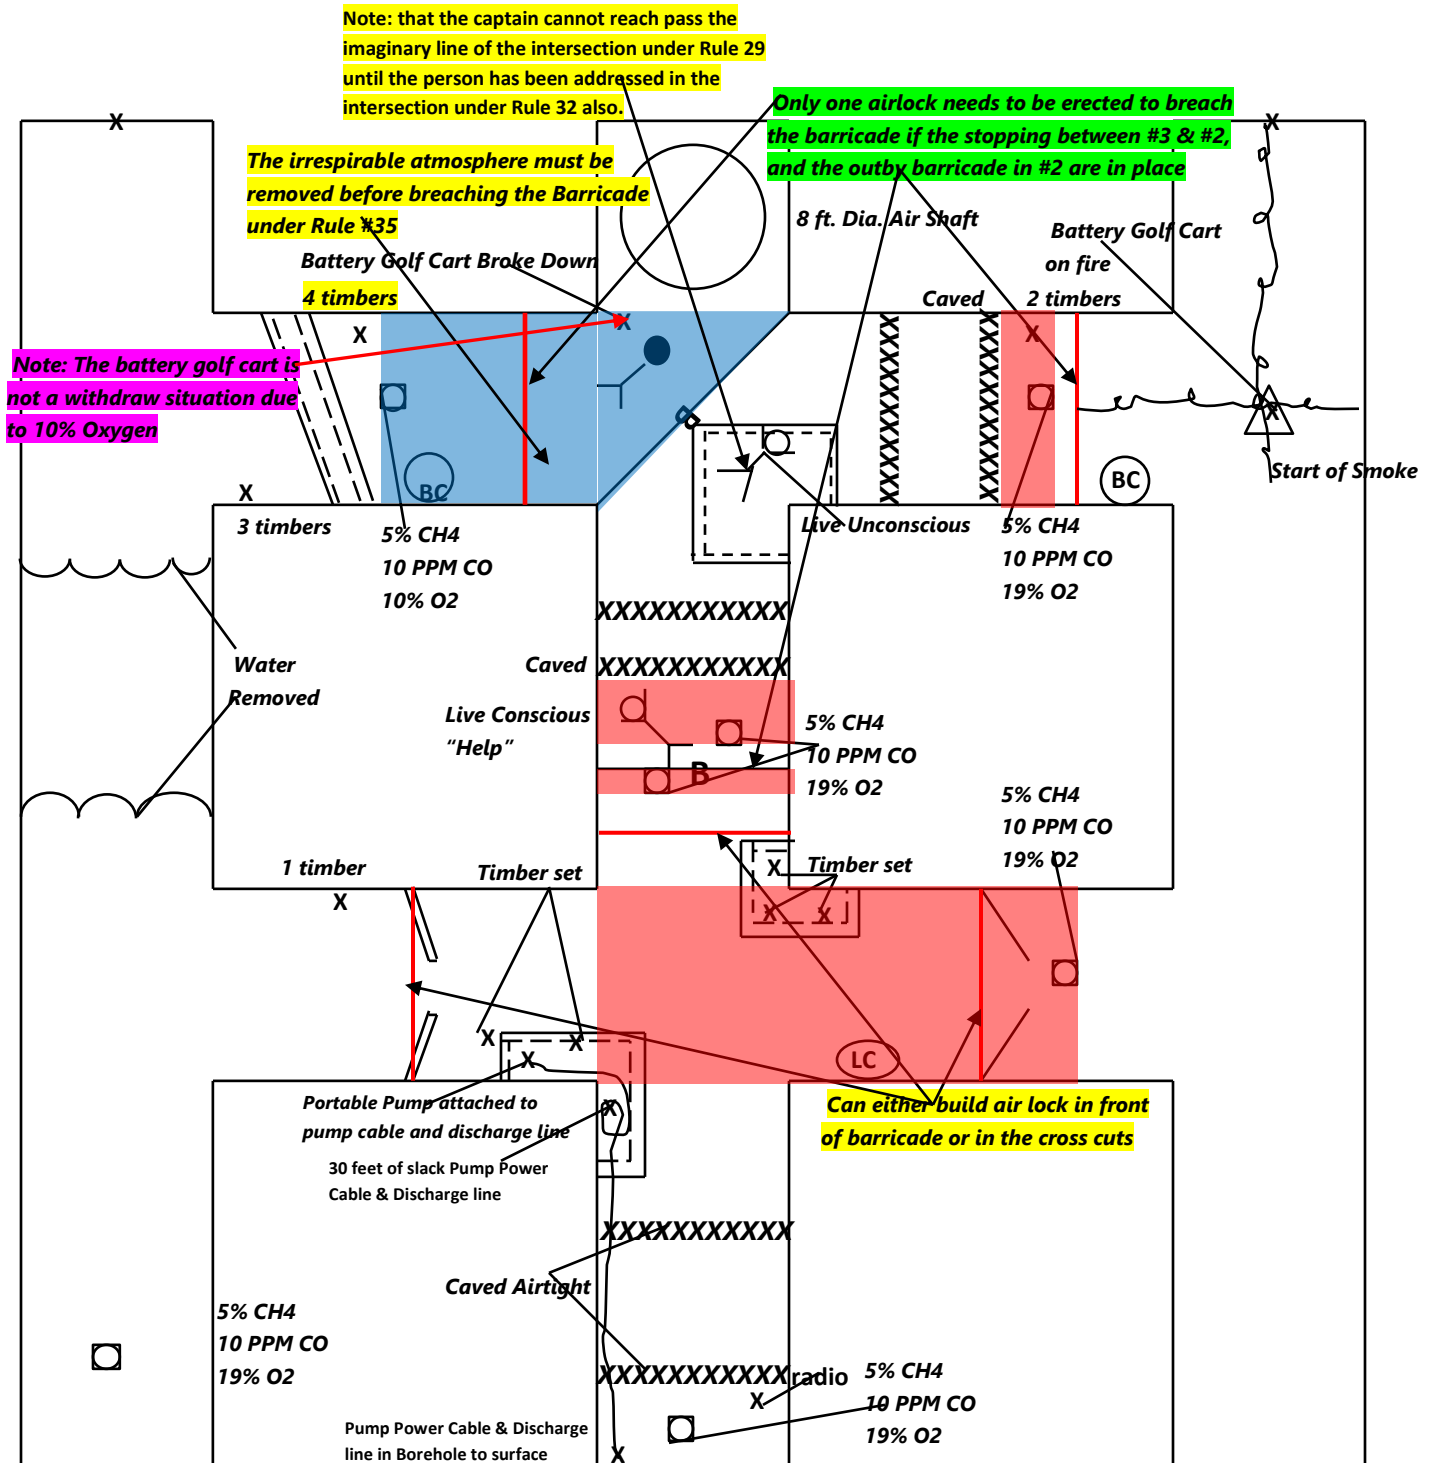 Note: that the captain cannot reach pass the
imaginary line of the intersection under Rule 29
until the person has been addressed in the
intersection under Rule 32 also.
Only one airlock needs to be erected to breach
the barricade if the stopping between #3 & #2,
and the outby barricade in #2 are in place
X
X
The irrespirable atmosphere must be
removed before breaching the Barricade
under Rule #35
8 ft. Dia. Air Shaft
Battery Golf Cart
on fire
Battery Golf Cart Broke Down
4 timbers
Caved
2 timbers
X
X
X
Note: The battery golf cart is
not a withdraw situation due
to 10% Oxygen
X
B
Start of Smoke
BC
BC
X
3 timbers
5% CH4
10 PPM CO
10% O2
Live Unconscious
5% CH4
10 PPM CO
19% O2
XXXXXXXXXXX
Water
Removed
Caved
XXXXXXXXXXX
Live Conscious
"Help"
5% CH4
10 PPM CO
19% O2
B
5% CH4
10 PPM CO
19% O2
1 timber
Timber set
Timber set
X
X
X
X
X
X
X
LC
Portable Pump attached to
pump cable and discharge line
X
Can either build air lock in front
of barricade or in the cross cuts
30 feet of slack Pump Power
Cable & Discharge line
XXXXXXXXXXX
Caved Airtight
5% CH4
10 PPM CO
19% O2
XXXXXXXXXXX
radio
X
5% CH4
10 PPM CO
19% O2
Pump Power Cable & Discharge
line in Borehole to surface
X